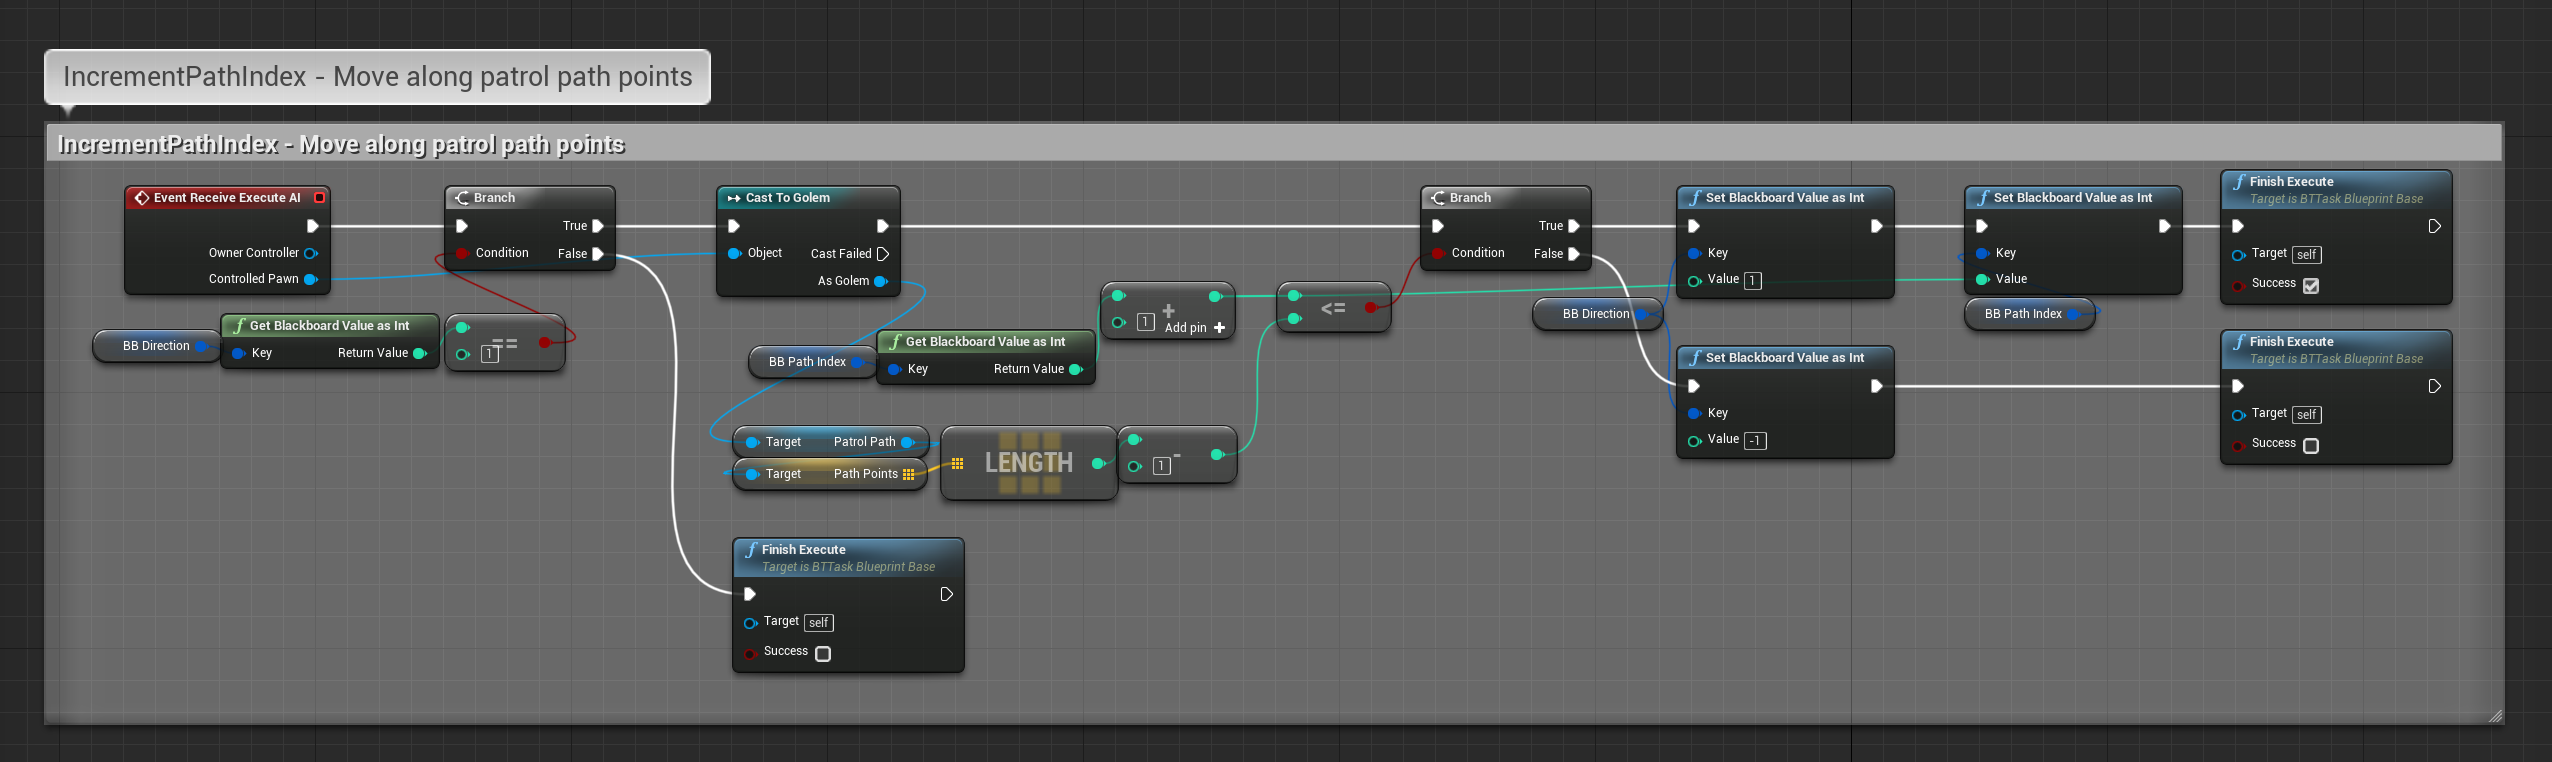 IncrementPathIndex - Move along patrol path points
IncrementPathIndex - Move along patrol path points
Event Receive Execute AI
Owner Controller
Controlled Pawn
Branch
True
Condition
False
Cast To Golem
Object
Cast Failed
As Golem
BB Direction
Get Blackboard Value as Int
Key
Return Value
1
==
BB Path Index
Get Blackboard Value as Int
Key
Return Value
+
1
Add pin +
<=
Target
Patrol Path
Target
Path Points
LENGTH
1
-
Finish Execute
Target is BTTask Blueprint Base
Target self
Success
Branch
True
Condition
False
BB Direction
Set Blackboard Value as Int
Key
Value 1
Set Blackboard Value as Int
Key
Value -1
Set Blackboard Value as Int
Key
Value
BB Path Index
Finish Execute
Target is BTTask Blueprint Base
Target self
Success
Finish Execute
Target is BTTask Blueprint Base
Target self
Success